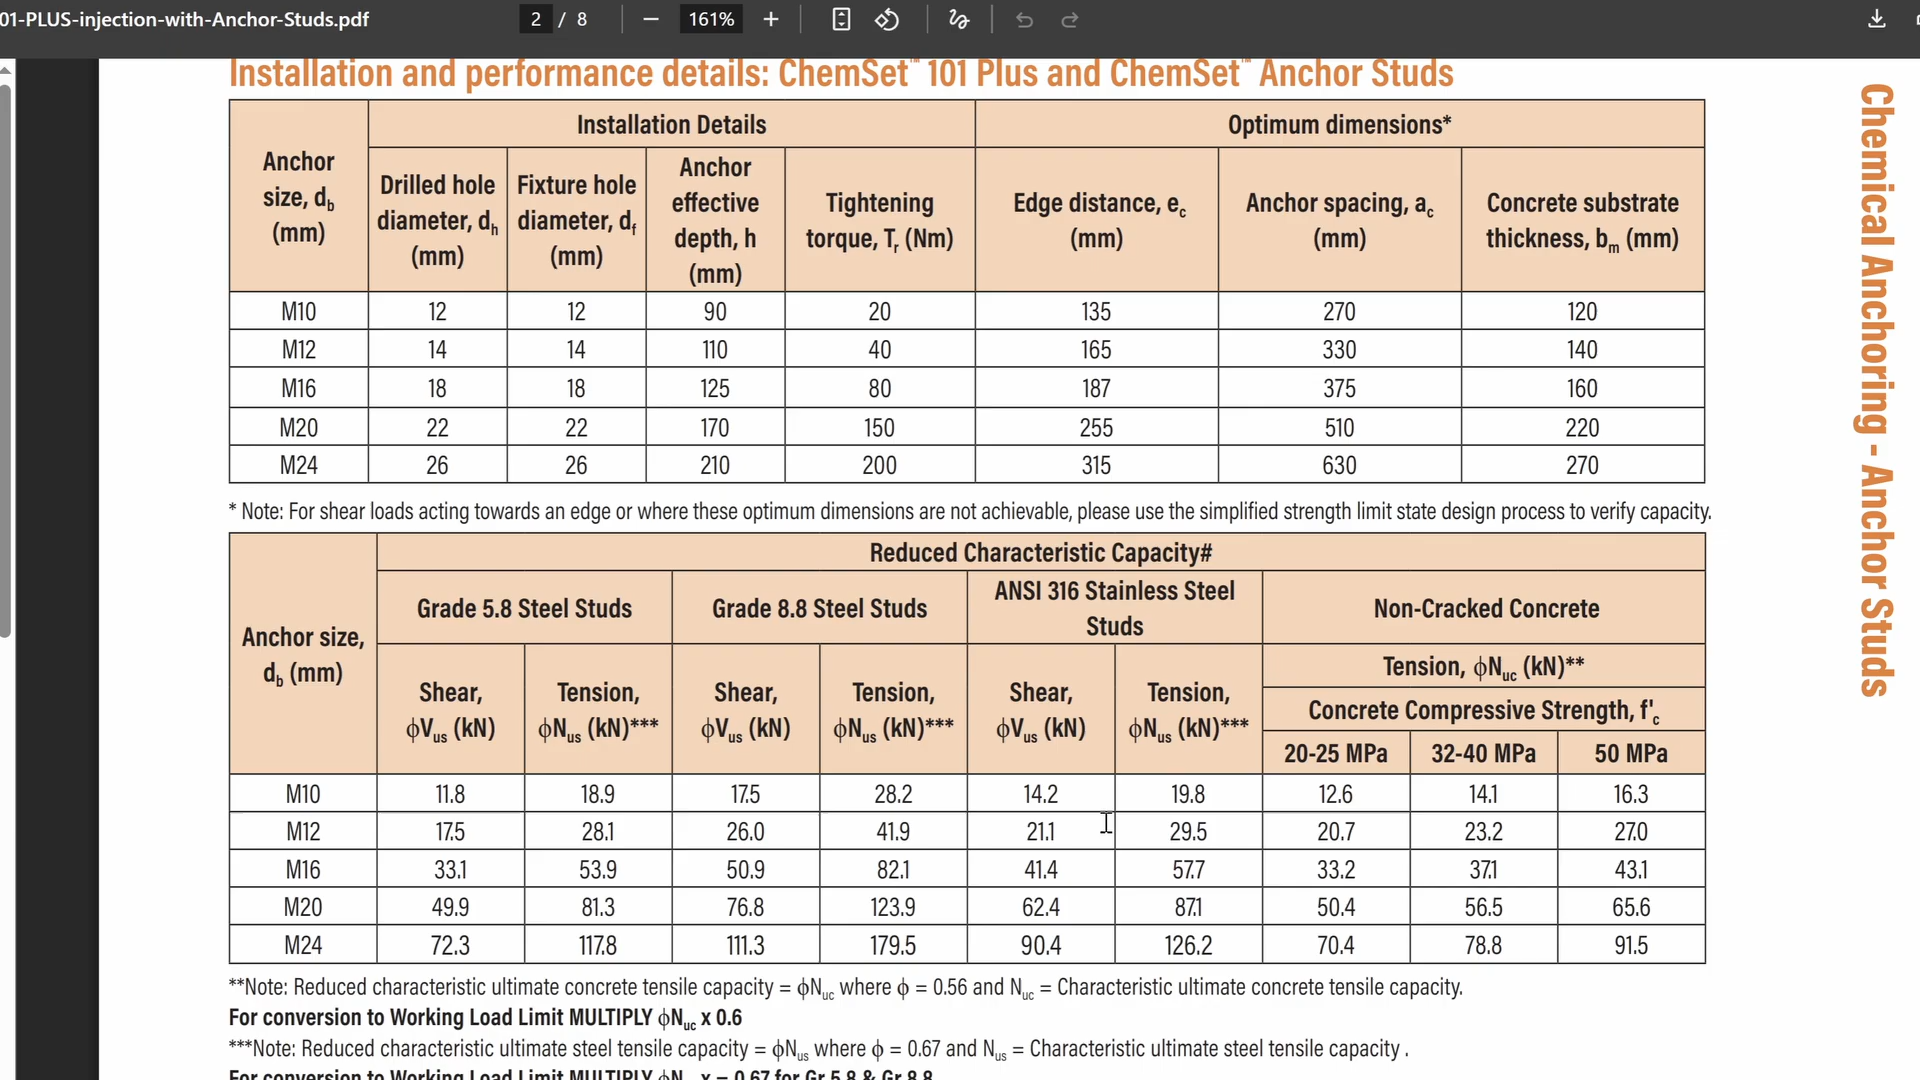 01-PLUS-injection-with-Anchor-Studs.pdf
2 / 8
161%
Installation and performance details: ChemSet™ 101 Plus and ChemSet™ Anchor Studs
Anchor size, db (mm)
Installation Details
Optimum dimensions*
Drilled hole diameter, dh (mm)
Fixture hole diameter, df (mm)
Anchor effective depth, h (mm)
Tightening torque, Tr (Nm)
Edge distance, ec (mm)
Anchor spacing, ac (mm)
Concrete substrate thickness, bm (mm)
M10 12 12 90 20 135 270 120
M12 14 14 110 40 165 330 140
M16 18 18 125 80 187 375 160
M20 22 22 170 150 255 510 220
M24 26 26 210 200 315 630 270
* Note: For shear loads acting towards an edge or where these optimum dimensions are not achievable, please use the simplified strength limit state design process to verify capacity.
Anchor size, db (mm)
Reduced Characteristic Capacity#
Grade 5.8 Steel Studs
Grade 8.8 Steel Studs
ANSI 316 Stainless Steel Studs
Non-Cracked Concrete
Shear, ϕVus (kN)
Tension, ϕNus (kN)***
Shear, ϕVus (kN)
Tension, ϕNus (kN)***
Shear, ϕVus (kN)
Tension, ϕNus (kN)***
Tension, ϕNuc (kN)**
Concrete Compressive Strength, f'c
20-25 MPa 32-40 MPa 50 MPa
M10 11.8 18.9 17.5 28.2 14.2 19.8 12.6 14.1 16.3
M12 17.5 28.1 26.0 41.9 21.1 29.5 20.7 23.2 27.0
M16 33.1 53.9 50.9 82.1 41.4 57.7 33.2 37.1 43.1
M20 49.9 81.3 76.8 123.9 62.4 87.1 50.4 56.5 65.6
M24 72.3 117.8 111.3 179.5 90.4 126.2 70.4 78.8 91.5
**Note: Reduced characteristic ultimate concrete tensile capacity = ϕNuc where ϕ = 0.56 and Nuc = Characteristic ultimate concrete tensile capacity.
For conversion to Working Load Limit MULTIPLY ϕNuc x 0.6
***Note: Reduced characteristic ultimate steel tensile capacity = ϕNus where ϕ = 0.67 and Nus = Characteristic ultimate steel tensile capacity .
For conversion to Working Load Limit MULTIPLY ϕN x = 0.67 for Gr 5.8 & Gr 8.8
Chemical Anchoring - Anchor Studs